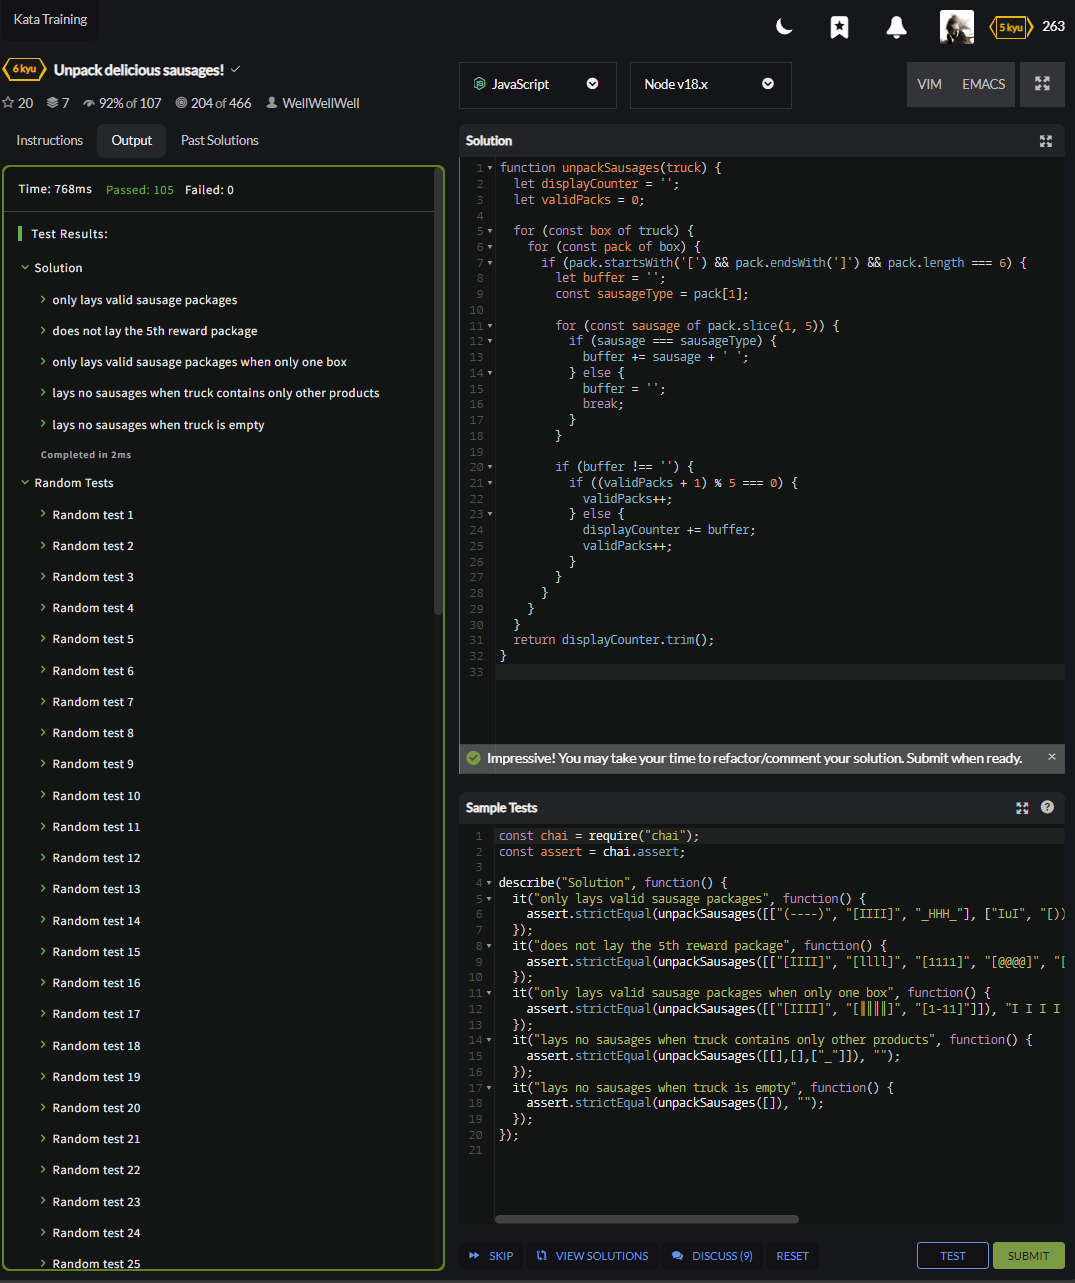 Kata Training
5 kyu 263
6 kyu Unpack delicious sausages!
20 7 92% of 107 204 of 466 WellWellWell
Instructions Output Past Solutions
Time: 768ms Passed: 105 Failed: 0
Test Results:
Solution
only lays valid sausage packages
does not lay the 5th reward package
only lays valid sausage packages when only one box
lays no sausages when truck contains only other products
lays no sausages when truck is empty
Completed in 2ms
Random Tests
Random test 1
Random test 2
Random test 3
Random test 4
Random test 5
Random test 6
Random test 7
Random test 8
Random test 9
Random test 10
Random test 11
Random test 12
Random test 13
Random test 14
Random test 15
Random test 16
Random test 17
Random test 18
Random test 19
Random test 20
Random test 21
Random test 22
Random test 23
Random test 24
Random test 25
JavaScript Node v18.x VIM EMACS
Solution
1 function unpackSausages(truck) {
2 let displayCounter = '';
3 let validPacks = 0;
4
5 for (const box of truck) {
6 for (const pack of box) {
7 if (pack.startsWith('[') && pack.endsWith(']') && pack.length === 6) {
8 let buffer = '';
9 const sausageType = pack[1];
10
11 for (const sausage of pack.slice(1, 5)) {
12 if (sausage === sausageType) {
13 buffer += sausage + ' ';
14 } else {
15 buffer = '';
16 break;
17 }
18 }
19
20 if (buffer !== '') {
21 if ((validPacks + 1) % 5 === 0) {
22 validPacks++;
23 } else {
24 displayCounter += buffer;
25 validPacks++;
26 }
27 }
28 }
29 }
30 }
31 return displayCounter.trim();
32 }
33
Impressive! You may take your time to refactor/comment your solution. Submit when ready. ×
Sample Tests
1 const chai = require("chai");
2 const assert = chai.assert;
3
4 describe("Solution", function() {
5 it("only lays valid sausage packages", function() {
6 assert.strictEqual(unpackSausages([["(----)", "[IIII]", "_HHH_"], ["IuI", "[))
7 });
8 it("does not lay the 5th reward package", function() {
9 assert.strictEqual(unpackSausages([["[IIII]", "[llll]", "[1111]", "[@@@@]", "[
10 });
11 it("only lays valid sausage packages when only one box", function() {
12 assert.strictEqual(unpackSausages([["[IIII]", "[║║║║]", "[1-11]"]]), "I I I I
13 });
14 it("lays no sausages when truck contains only other products", function() {
15 assert.strictEqual(unpackSausages([[],[],["_"]]), "");
16 });
17 it("lays no sausages when truck is empty", function() {
18 assert.strictEqual(unpackSausages([]), "");
19 });
20 });
21
SKIP VIEW SOLUTIONS DISCUSS (9) RESET TEST SUBMIT